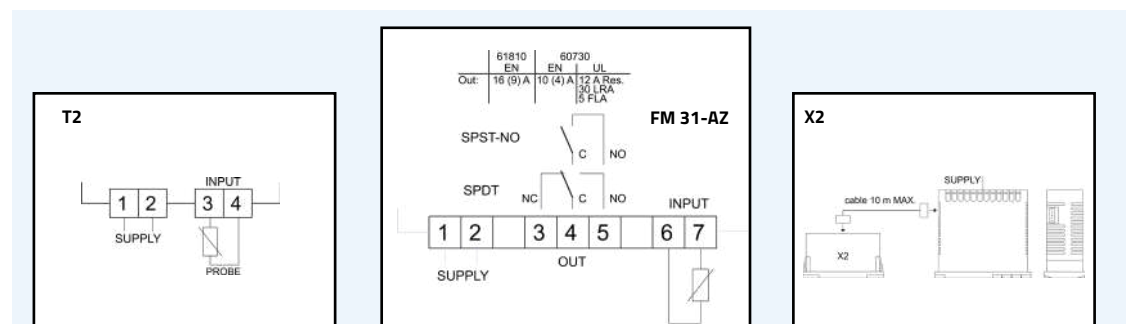 T2
INPUT
1 2 3 4
SUPPLY
PROBE
61810 60730
EN EN UL
Out: 16 (9) A 10 (4) A 12 A Res.
30 LRA
5 FLA
FM 31-AZ
SPST-NO
C NO
SPDT
NC C NO
INPUT
1 2 3 4 5 6 7
OUT
SUPPLY
X2
SUPPLY
cable 10 m MAX.
X2